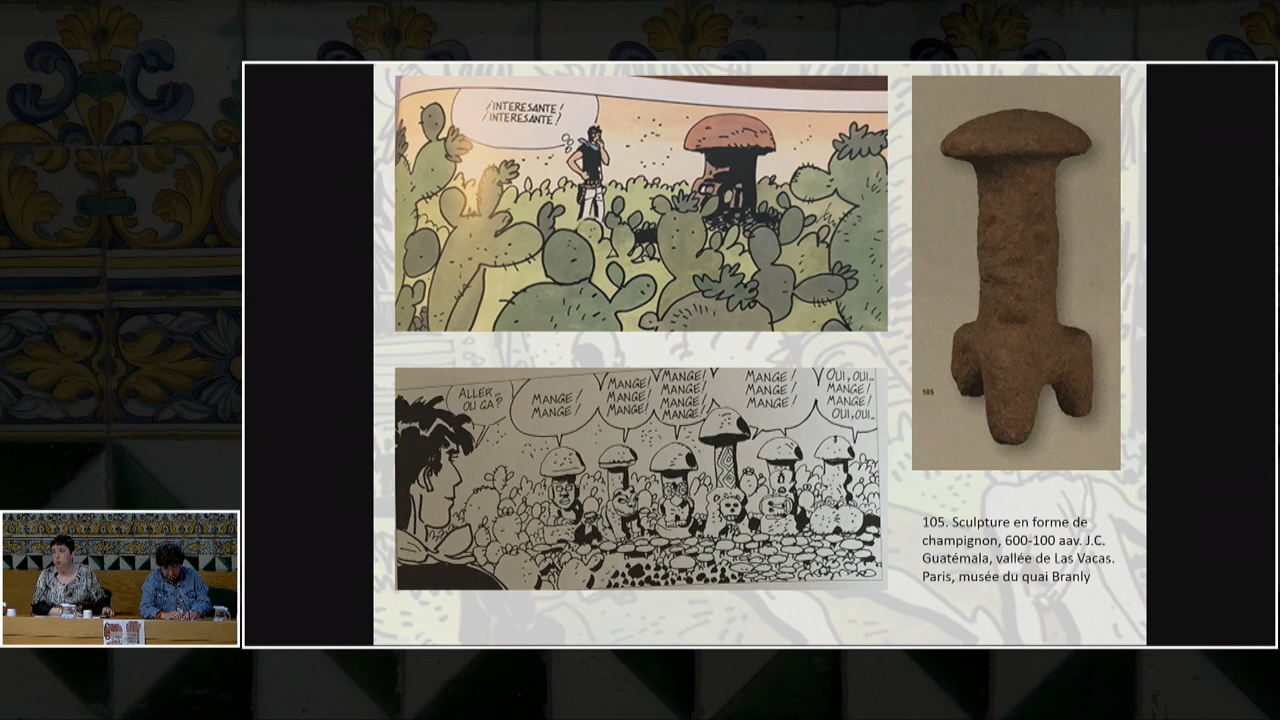 ¡INTERESANTE!
¡INTERESANTE!
ALLER...
OU ÇA?
MANGE!
MANGE!
MANGE!
MANGE!
MANGE!
MANGE!
MANGE!
MANGE!
MANGE!
MANGE!
MANGE!
MANGE!
OUI, OUI...
MANGE!
MANGE!
OUI, OUI...
105
105. Sculpture en forme de
champignon, 600-100 aav. J.C.
Guatémala, vallée de Las Vacas.
Paris, musée du quai Branly